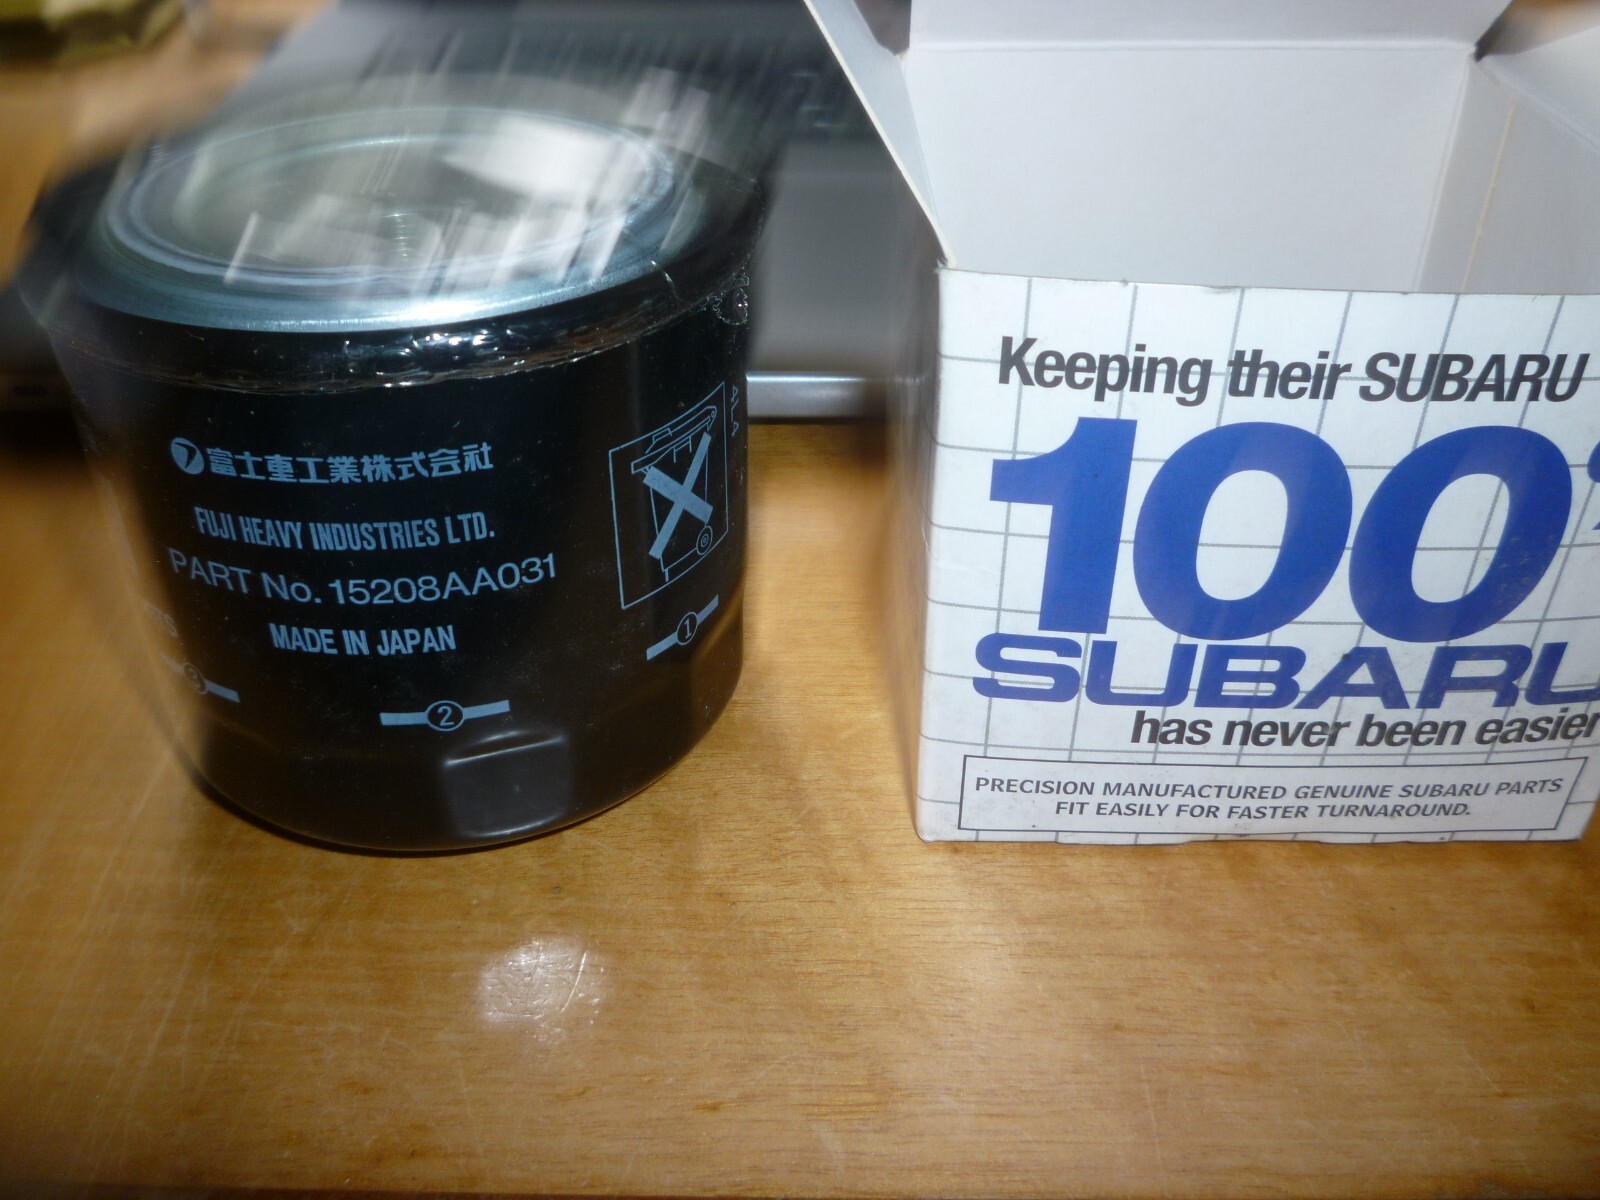 富士重工業株式会社
FUJI HEAVY INDUSTRIES LTD.
PART No. 15208AA031
MADE IN JAPAN
3
2
1
4L4
Keeping their SUBARU
100%
SUBARU
has never been easier
PRECISION MANUFACTURED GENUINE SUBARU PARTS
FIT EASILY FOR FASTER TURNAROUND.